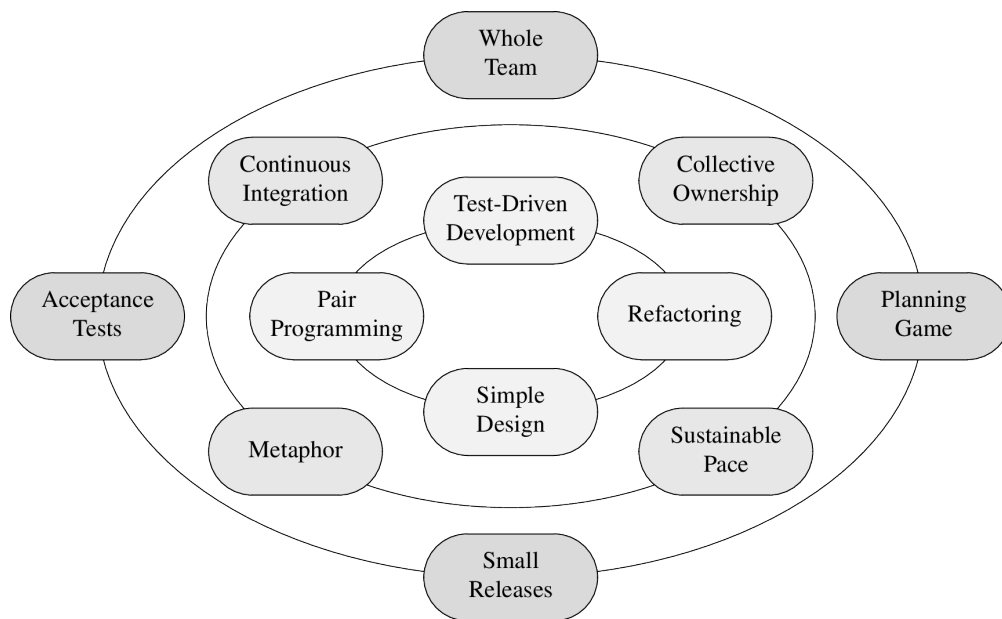 Whole
Team
Continuous
Integration
Collective
Ownership
Test-Driven
Development
Acceptance
Tests
Pair
Programming
Refactoring
Planning
Game
Simple
Design
Metaphor
Sustainable
Pace
Small
Releases